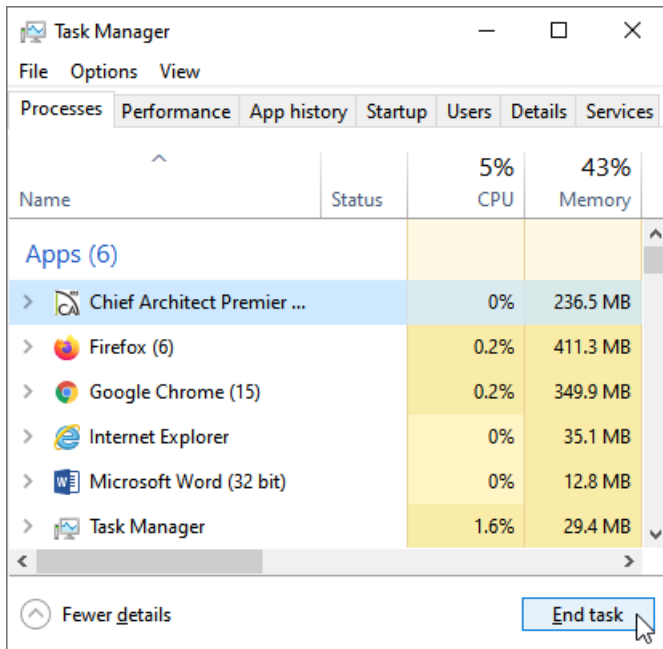 Task Manager
File Options View
Processes Performance App history Startup Users Details Services
5% 43%
Name Status CPU Memory
Apps (6)
Chief Architect Premier ... 0% 236.5 MB
Firefox (6) 0.2% 411.3 MB
Google Chrome (15) 0.2% 349.9 MB
Internet Explorer 0% 35.1 MB
Microsoft Word (32 bit) 0% 12.8 MB
Task Manager 1.6% 29.4 MB
Fewer details End task